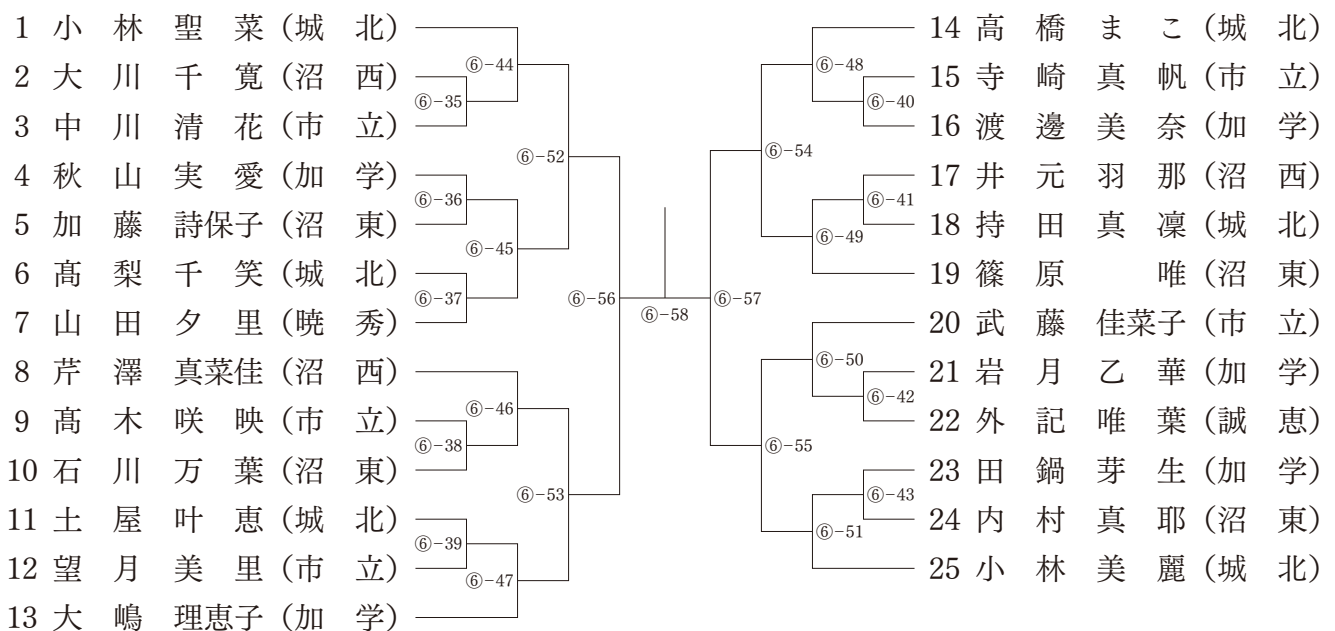 1 小 林 聖 菜 (城 北)
2 大 川 千 寛 (沼 西)
3 中 川 清 花 (市 立)
4 秋 山 実 愛 (加 学)
5 加 藤 詩保子 (沼 東)
6 髙 梨 千 笑 (城 北)
7 山 田 夕 里 (暁 秀)
8 芹 澤 真菜佳 (沼 西)
9 髙 木 咲 映 (市 立)
10 石 川 万 葉 (沼 東)
11 土 屋 叶 恵 (城 北)
12 望 月 美 里 (市 立)
13 大 嶋 理恵子 (加 学)
⑥-44
⑥-35
⑥-52
⑥-36
⑥-45
⑥-37
⑥-56
⑥-46
⑥-38
⑥-53
⑥-39
⑥-47
⑥-58
⑥-48
⑥-40
⑥-54
⑥-41
⑥-49
⑥-57
⑥-50
⑥-42
⑥-55
⑥-43
⑥-51
14 高 橋 ま こ (城 北)
15 寺 崎 真 帆 (市 立)
16 渡 邊 美 奈 (加 学)
17 井 元 羽 那 (沼 西)
18 持 田 真 凜 (城 北)
19 篠 原 唯 (沼 東)
20 武 藤 佳菜子 (市 立)
21 岩 月 乙 華 (加 学)
22 外 記 唯 葉 (誠 恵)
23 田 鍋 芽 生 (加 学)
24 内 村 真 耶 (沼 東)
25 小 林 美 麗 (城 北)